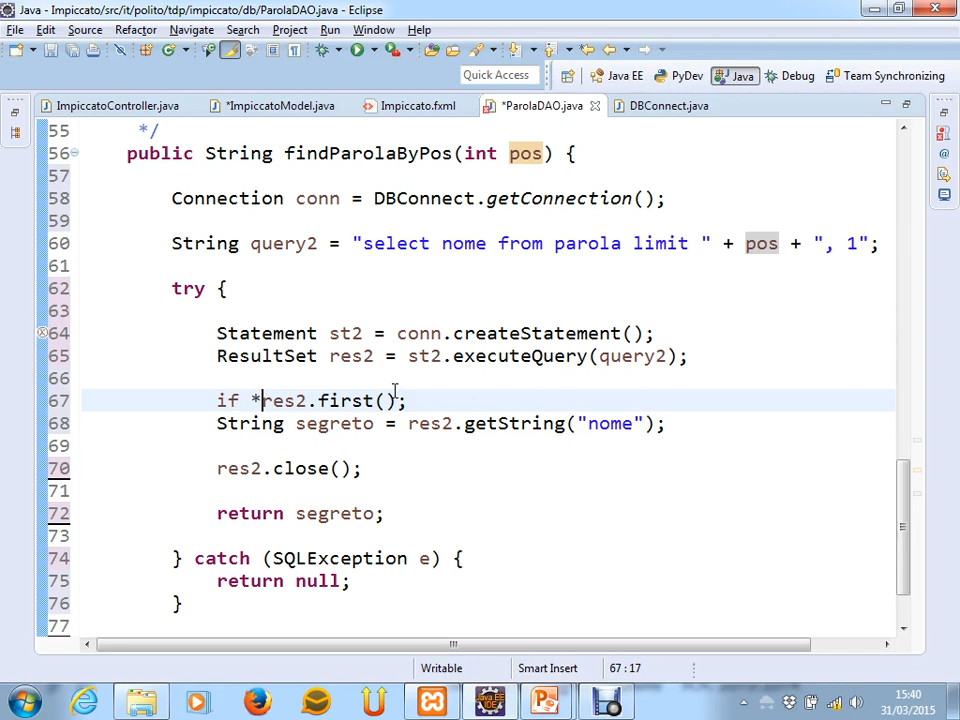 Java - Impiccato/src/it/polito/tdp/impiccato/db/ParolaDAO.java - Eclipse
File Edit Source Refactor Navigate Search Project Run Window Help
Quick Access Java EE PyDev Java Debug Team Synchronizing
ImpiccatoController.java *ImpiccatoModel.java Impiccato.fxml *ParolaDAO.java DBConnect.java
55 */
56 public String findParolaByPos(int pos) {
57
58 Connection conn = DBConnect.getConnection();
59
60 String query2 = "select nome from parola limit " + pos + ", 1";
61
62 try {
63
64 Statement st2 = conn.createStatement();
65 ResultSet res2 = st2.executeQuery(query2);
66
67 if *res2.first();
68 String segreto = res2.getString("nome");
69
70 res2.close();
71
72 return segreto;
73
74 } catch (SQLException e) {
75 return null;
76 }
77
Writable Smart Insert 67 : 17
15:40
31/03/2015